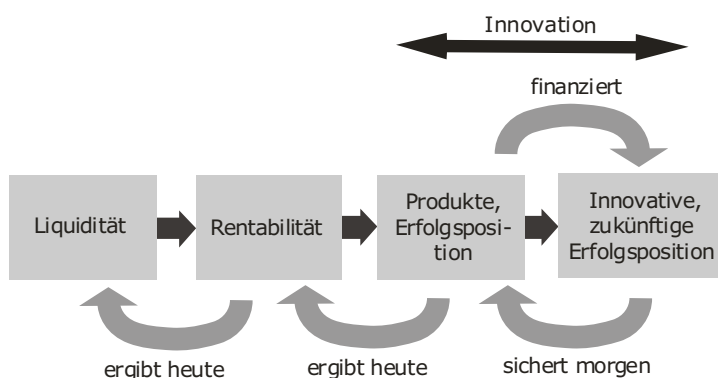 Innovation
finanziert
Liquidität
Rentabilität
Produkte,
Erfolgsposi-
tion
Innovative,
zukünftige
Erfolgsposition
ergibt heute
ergibt heute
sichert morgen